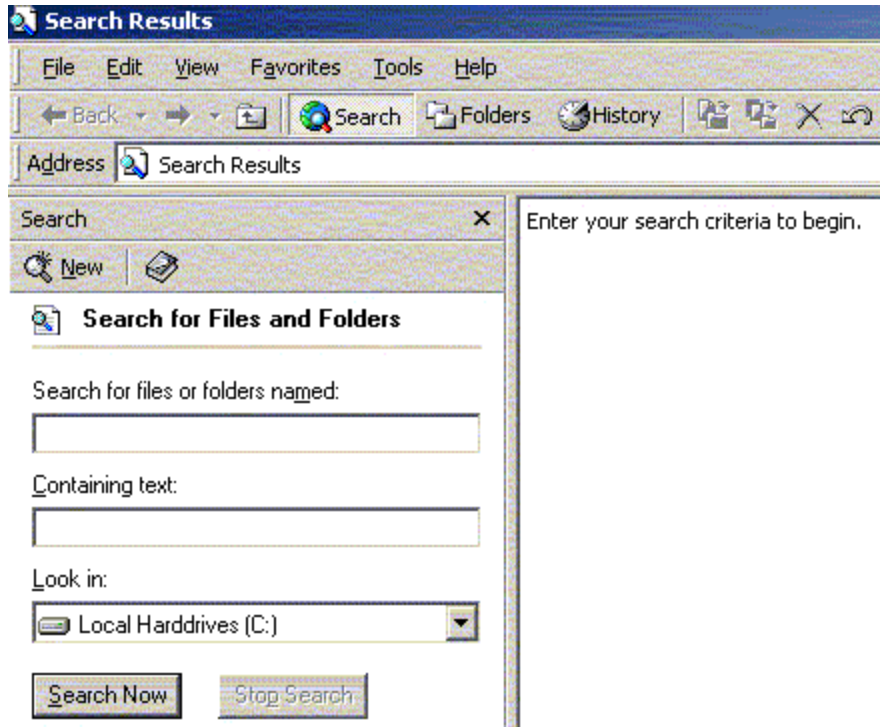 Search Results
File Edit View Favorites Tools Help
Back Search Folders History
Address Search Results
Search
New
Search for Files and Folders
Search for files or folders named:
Containing text:
Look in:
Local Harddrives (C:)
Search Now Stop Search
Enter your search criteria to begin.